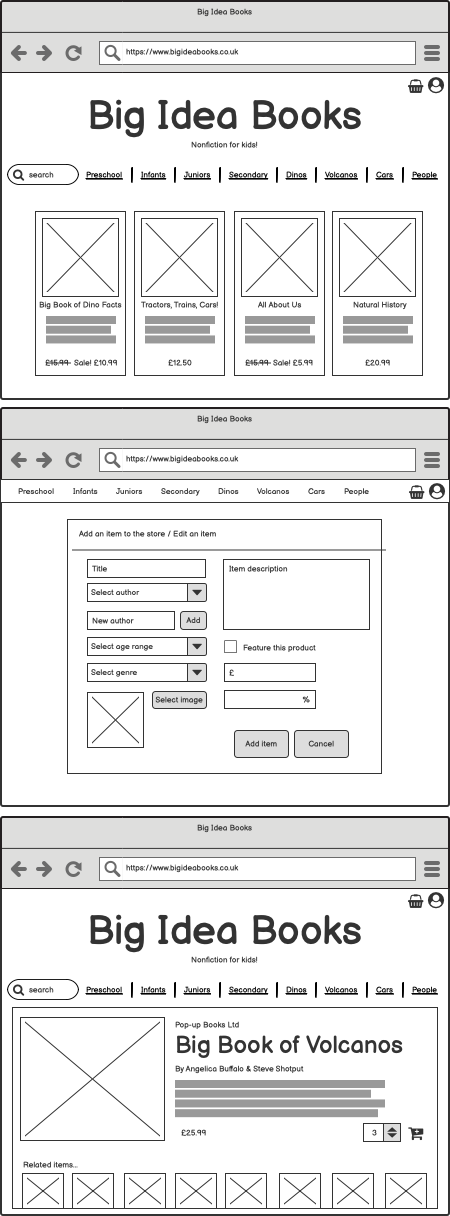 Big Idea Books
https://www.bigideabooks.co.uk
Big Idea Books
Nonfiction for kids!
search Preschool Infants Juniors Secondary Dinos Volcanos Cars People
Big Book of Dino Facts Tractors, Trains, Cars! All About Us Natural History
£15.99 Sale! £10.99 £12.50 £15.99 Sale! £5.99 £20.99
Big Idea Books
https://www.bigideabooks.co.uk
Preschool Infants Juniors Secondary Dinos Volcanos Cars People
Add an item to the store / Edit an item
Title
Item description
Select author
New author Add
Select age range
Feature this product
Select genre
£
Select image
%
Add item Cancel
Big Idea Books
https://www.bigideabooks.co.uk
Big Idea Books
Nonfiction for kids!
search Preschool Infants Juniors Secondary Dinos Volcanos Cars People
Pop-up Books Ltd
Big Book of Volcanos
By Angelica Buffalo & Steve Shotput
£25.99 3
Related items...